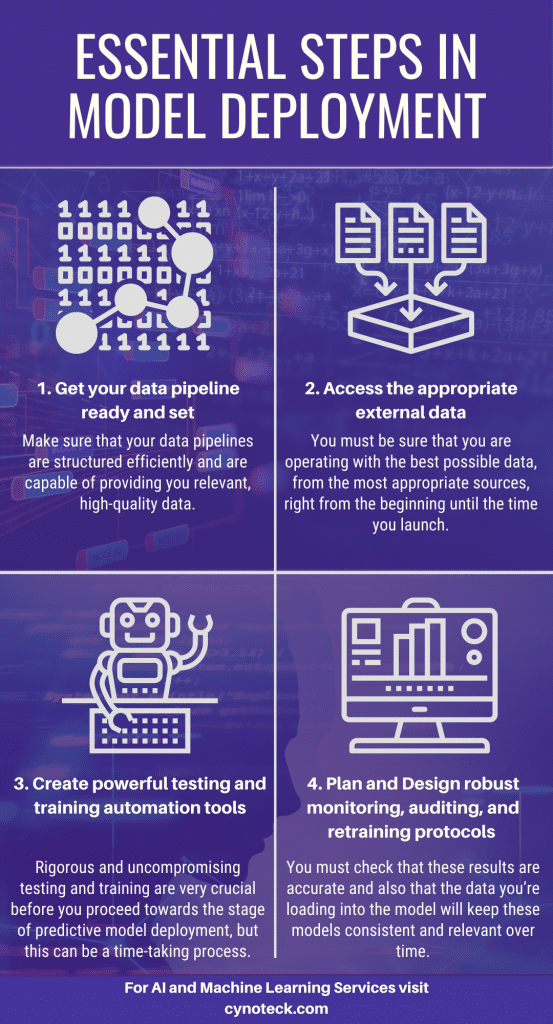 ESSENTIAL STEPS IN
MODEL DEPLOYMENT
1. Get your data pipeline
ready and set
Make sure that your data pipelines
are structured efficiently and are
capable of providing you relevant,
high-quality data.
2. Access the appropriate
external data
You must be sure that you are
operating with the best possible data,
from the most appropriate sources,
right from the beginning until the time
you launch.
3. Create powerful testing and
training automation tools
Rigorous and uncompromising
testing and training are very crucial
before you proceed towards the stage
of predictive model deployment, but
this can be a time-taking process.
4. Plan and Design robust
monitoring, auditing, and
retraining protocols
You must check that these results are
accurate and also that the data you’re
loading into the model will keep these
models consistent and relevant over
time.
For AI and Machine Learning Services visit
cynoteck.com